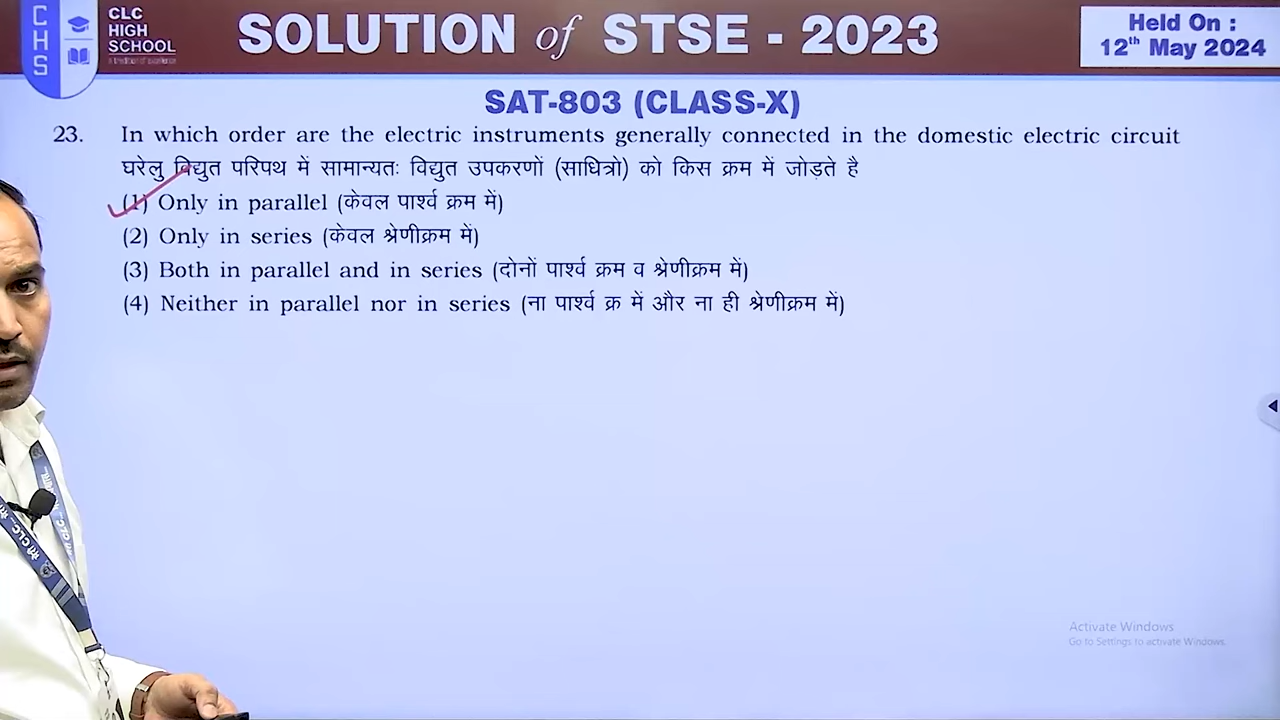 CHS
CLC
HIGH
SCHOOL
SOLUTION of STSE - 2023
Held On :
12th May 2024
SAT-803 (CLASS-X)
23. In which order are the electric instruments generally connected in the domestic electric circuit
घरेलु विद्युत परिपथ में सामान्यतः विद्युत उपकरणों (साधित्रो) को किस क्रम में जोड़ते है
(1) Only in parallel (केवल पार्श्व क्रम में)
(2) Only in series (केवल श्रेणीक्रम में)
(3) Both in parallel and in series (दोनों पार्श्व क्रम व श्रेणीक्रम में)
(4) Neither in parallel nor in series (ना पार्श्व क्र में और ना ही श्रेणीक्रम में)
CLC
Activate Windows
Go to Settings to activate Windows.